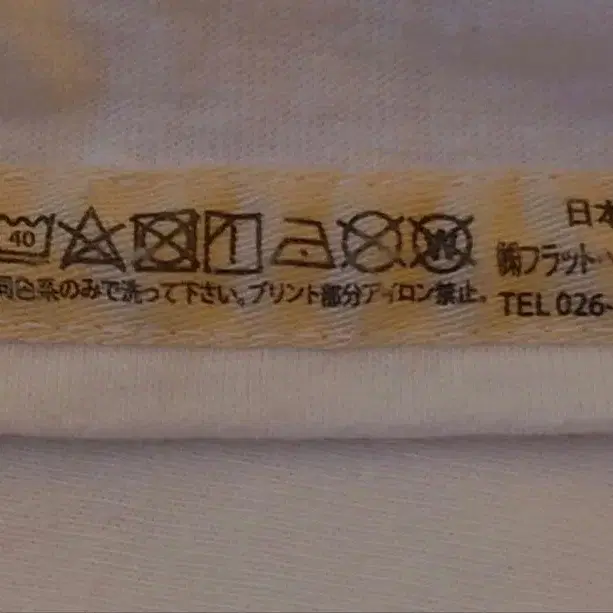 40
W
同色系のみで洗って下さい。プリント部分アイロン禁止。
日本
㈱フラット
TEL 026-